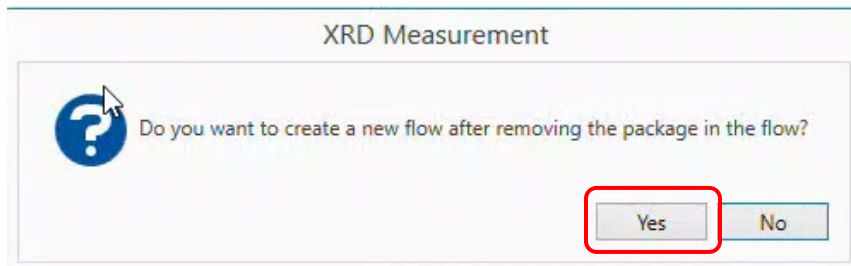 XRD Measurement
Do you want to create a new flow after removing the package in the flow?
Yes No